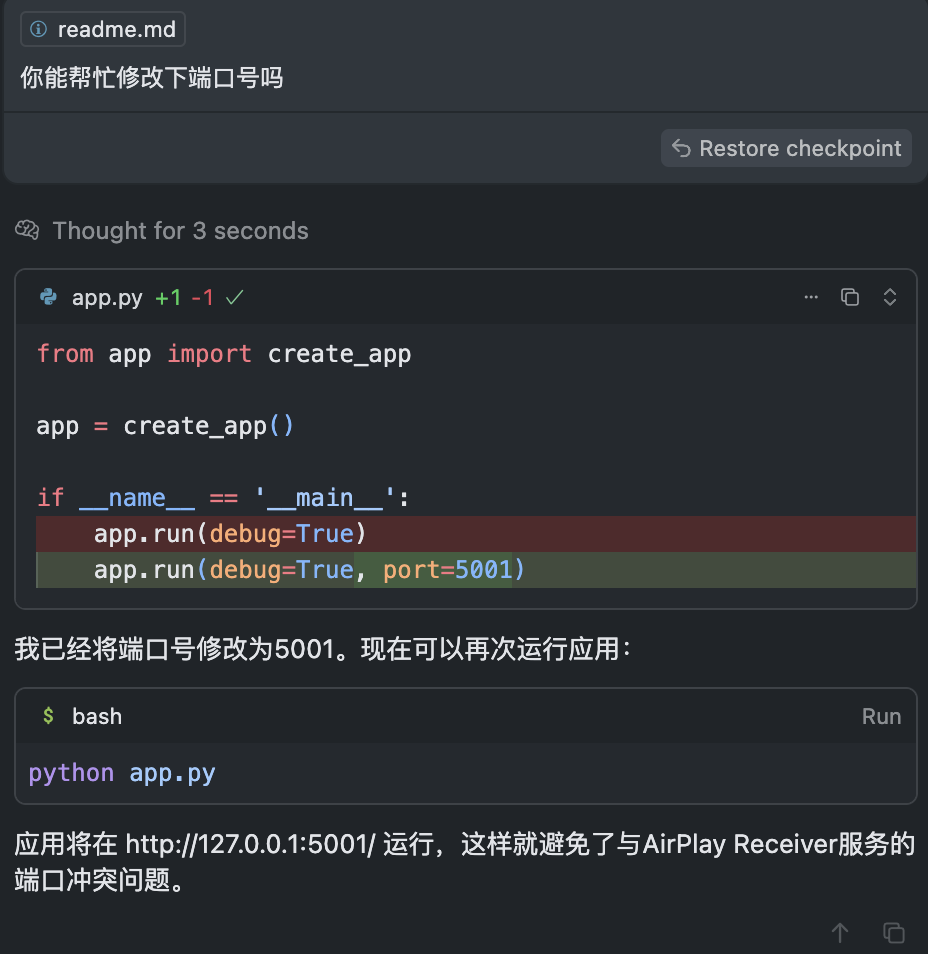 readme.md
你能帮忙修改下端口号吗
Restore checkpoint
Thought for 3 seconds
app.py +1 -1
from app import create_app
app = create_app()
if __name__ == '__main__':
    app.run(debug=True)
    app.run(debug=True, port=5001)
我已经将端口号修改为5001。现在可以再次运行应用：
$ bash
Run
python app.py
应用将在 http://127.0.0.1:5001/ 运行，这样就避免了与AirPlay Receiver服务的
端口冲突问题。